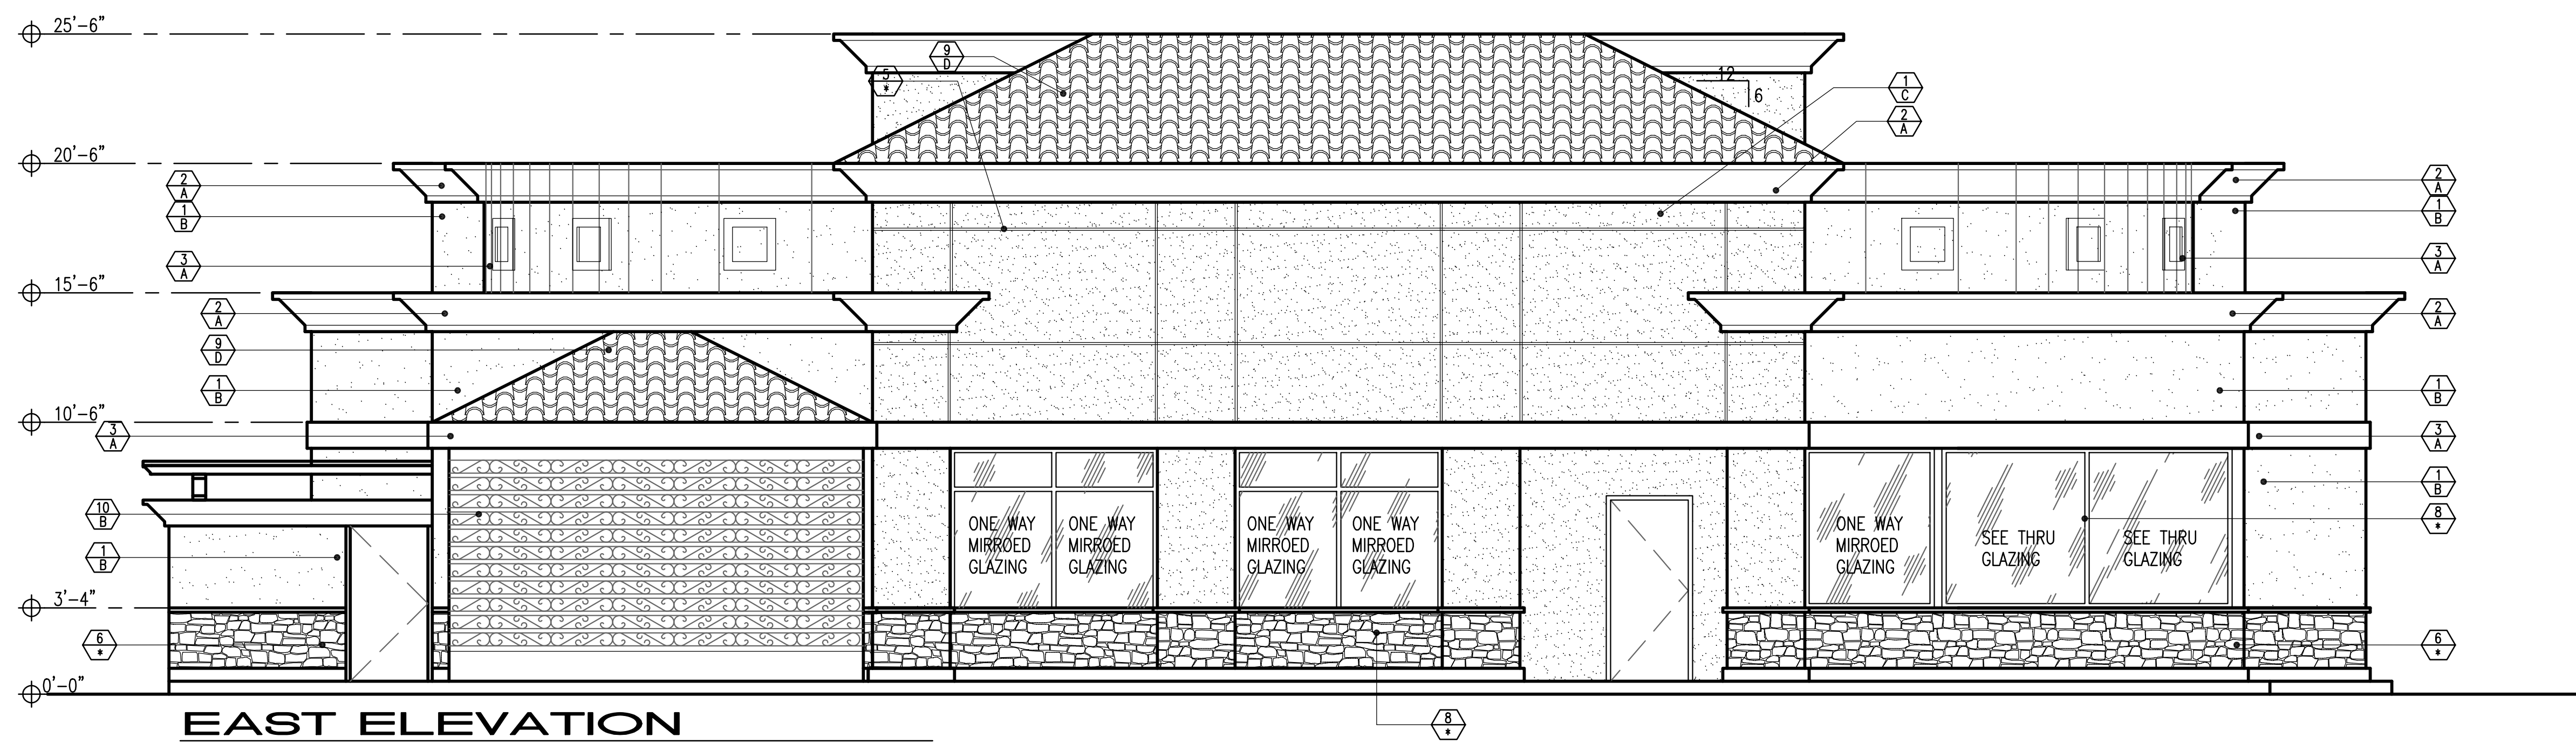 25'-6"
9
D
5
*
12
6
1
C
2
A
20'-6"
2
A
1
B
2
A
1
B
3
A
3
A
15'-6"
2
A
2
A
9
D
1
B
1
B
10'-6"
3
A
3
A
1
B
10
B
8
*
ONE WAY
MIRROED
GLAZING
ONE WAY
MIRROED
GLAZING
ONE WAY
MIRROED
GLAZING
ONE WAY
MIRROED
GLAZING
ONE WAY
MIRROED
GLAZING
SEE THRU
GLAZING
SEE THRU
GLAZING
1
B
3'-4"
6
*
6
*
0'-0"
EAST ELEVATION
8
*